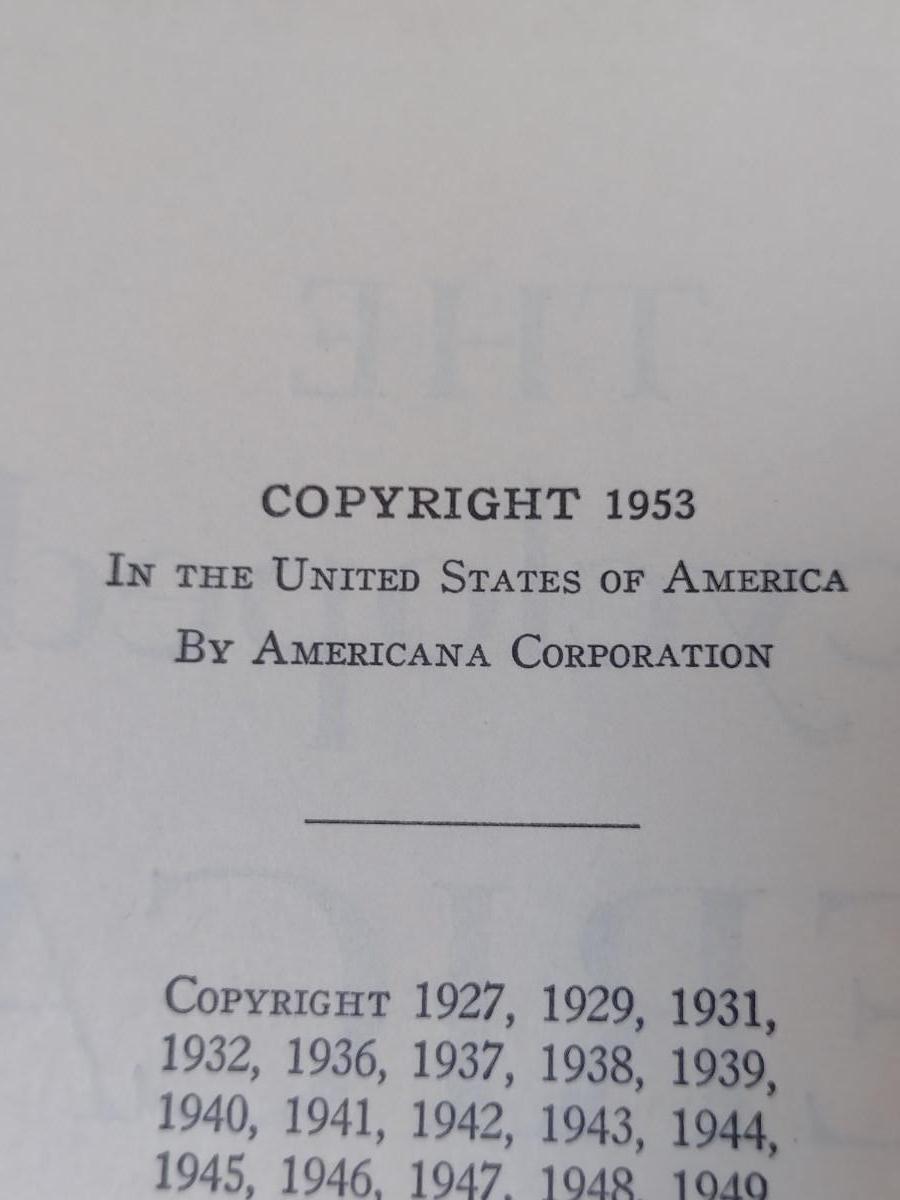 THE
COPYRIGHT 1953
In the United States of America
By Americana Corporation
Copyright 1927, 1929, 1931,
1932, 1936, 1937, 1938, 1939,
1940, 1941, 1942, 1943, 1944,
1945, 1946, 1947, 1948, 1949